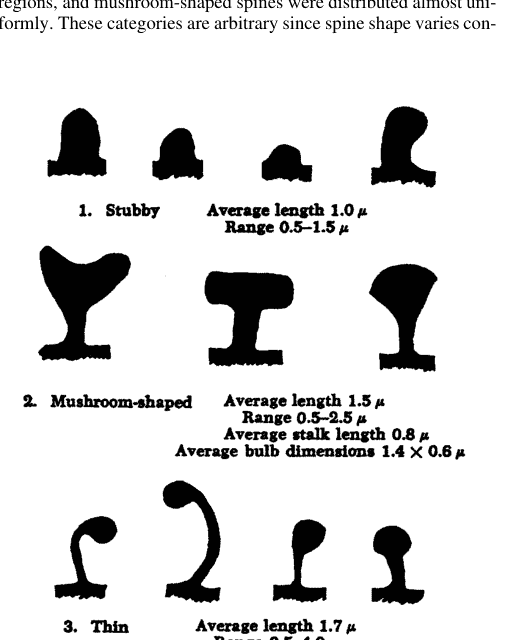 regions, and mushroom-shaped spines were distributed almost uni-
formly. These categories are arbitrary since spine shape varies con-
1. Stubby Average length 1.0 μ
Range 0.5–1.5 μ
2. Mushroom-shaped Average length 1.5 μ
Range 0.5–2.5 μ
Average stalk length 0.8 μ
Average bulb dimensions 1.4 × 0.6 μ
3. Thin Average length 1.7 μ